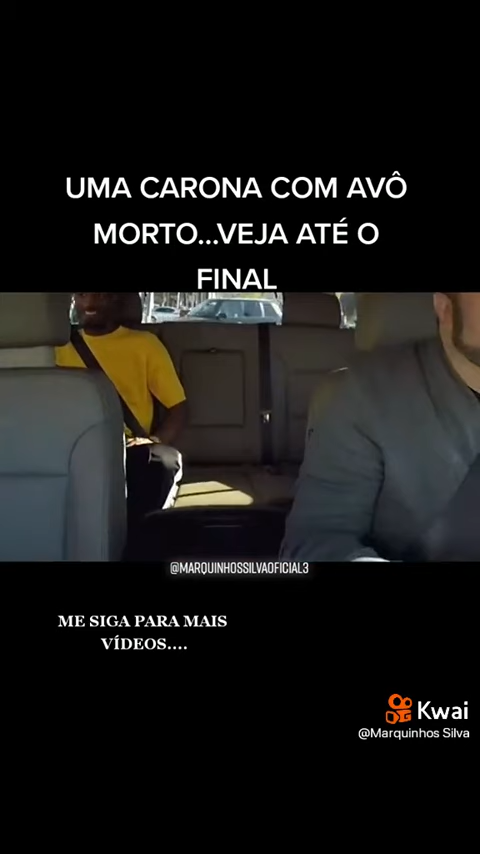 UMA CARONA COM AVÔ
MORTO...VEJA ATÉ O
FINAL
@MARQUINHOSSILVAOFICIAL3
ME SIGA PARA MAIS
VÍDEOS....
Kwai
@Marquinhos Silva